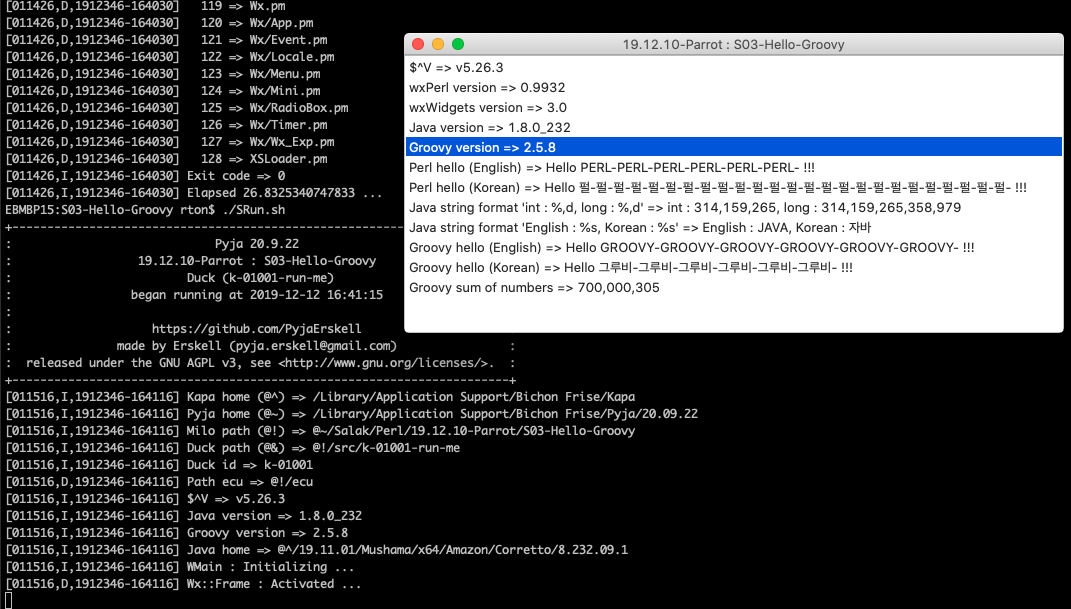 [011426,D,1912346-164030]   119 => Wx.pm
[011426,D,1912346-164030]   120 => Wx/App.pm
[011426,D,1912346-164030]   121 => Wx/Event.pm
[011426,D,1912346-164030]   122 => Wx/Locale.pm
[011426,D,1912346-164030]   123 => Wx/Menu.pm
[011426,D,1912346-164030]   124 => Wx/Mini.pm
[011426,D,1912346-164030]   125 => Wx/RadioBox.pm
[011426,D,1912346-164030]   126 => Wx/Timer.pm
[011426,D,1912346-164030]   127 => Wx/Wx_Exp.pm
[011426,D,1912346-164030]   128 => XSLoader.pm
[011426,I,1912346-164030] Exit code => 0
[011426,I,1912346-164030] Elapsed 26.8325340747833 ...
EBMBP15:S03-Hello-Groovy rton$ ./SRun.sh
+---------------------------------------------------------
:                             Pyja 20.9.22
:                  19.12.10-Parrot : S03-Hello-Groovy
:                         Duck (k-01001-run-me)
:                 began running at 2019-12-12 16:41:15
:
:                    https://github.com/PyjaErskell
:               made by Erskell (pyja.erskell@gmail.com)                :
:  released under the GNU AGPL v3, see <http://www.gnu.org/licenses/>.  :
+-----------------------------------------------------------------------+
[011516,I,1912346-164116] Kapa home (@^) => /Library/Application Support/Bichon Frise/Kapa
[011516,I,1912346-164116] Pyja home (@~) => /Library/Application Support/Bichon Frise/Pyja/20.09.22
[011516,I,1912346-164116] Milo path (@!) => @~/Salak/Perl/19.12.10-Parrot/S03-Hello-Groovy
[011516,I,1912346-164116] Duck path (@&) => @!/src/k-01001-run-me
[011516,I,1912346-164116] Duck id => k-01001
[011516,D,1912346-164116] Path ecu => @!/ecu
[011516,I,1912346-164116] $^V => v5.26.3
[011516,I,1912346-164116] Java version => 1.8.0_232
[011516,I,1912346-164116] Groovy version => 2.5.8
[011516,I,1912346-164116] Java home => @^/19.11.01/Mushama/x64/Amazon/Corretto/8.232.09.1
[011516,I,1912346-164116] WMain : Initializing ...
[011516,D,1912346-164116] Wx::Frame : Activated ...
19.12.10-Parrot : S03-Hello-Groovy
$^V => v5.26.3
wxPerl version => 0.9932
wxWidgets version => 3.0
Java version => 1.8.0_232
Groovy version => 2.5.8
Perl hello (English) => Hello PERL-PERL-PERL-PERL-PERL-PERL- !!!
Perl hello (Korean) => Hello 펄-펄-펄-펄-펄-펄-펄-펄-펄-펄-펄-펄-펄-펄-펄-펄-펄-펄-펄-펄-펄-펄-펄-펄-펄- !!!
Java string format 'int : %,d, long : %,d' => int : 314,159,265, long : 314,159,265,358,979
Java string format 'English : %s, Korean : %s' => English : JAVA, Korean : 자바
Groovy hello (English) => Hello GROOVY-GROOVY-GROOVY-GROOVY-GROOVY-GROOVY- !!!
Groovy hello (Korean) => Hello 그루비-그루비-그루비-그루비-그루비-그루비- !!!
Groovy sum of numbers => 700,000,305